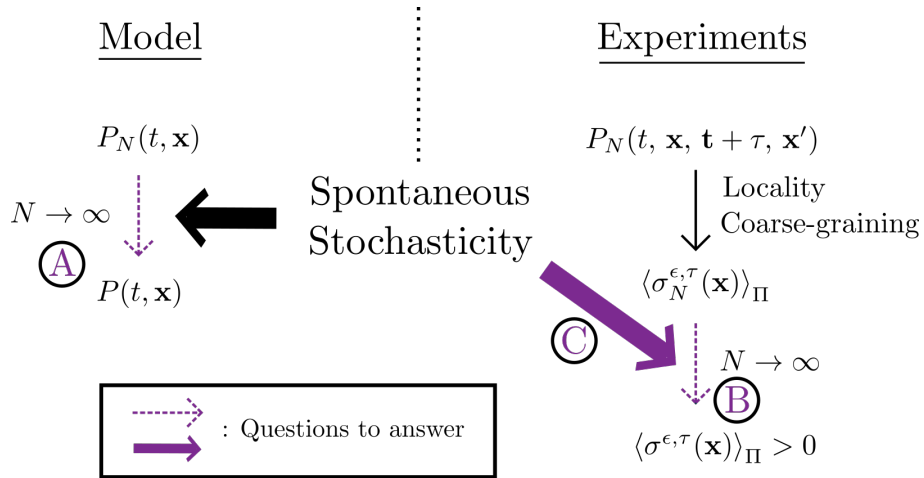 Model
P_N(t, x)
N → ∞
A
P(t, x)
Spontaneous
Stochasticity
Experiments
P_N(t, x, t + τ, x′)
Locality
Coarse-graining
⟨σ_N^{ϵ,τ}(x)⟩_Π
C
N → ∞
B
⟨σ^{ϵ,τ}(x)⟩_Π > 0
: Questions to answer